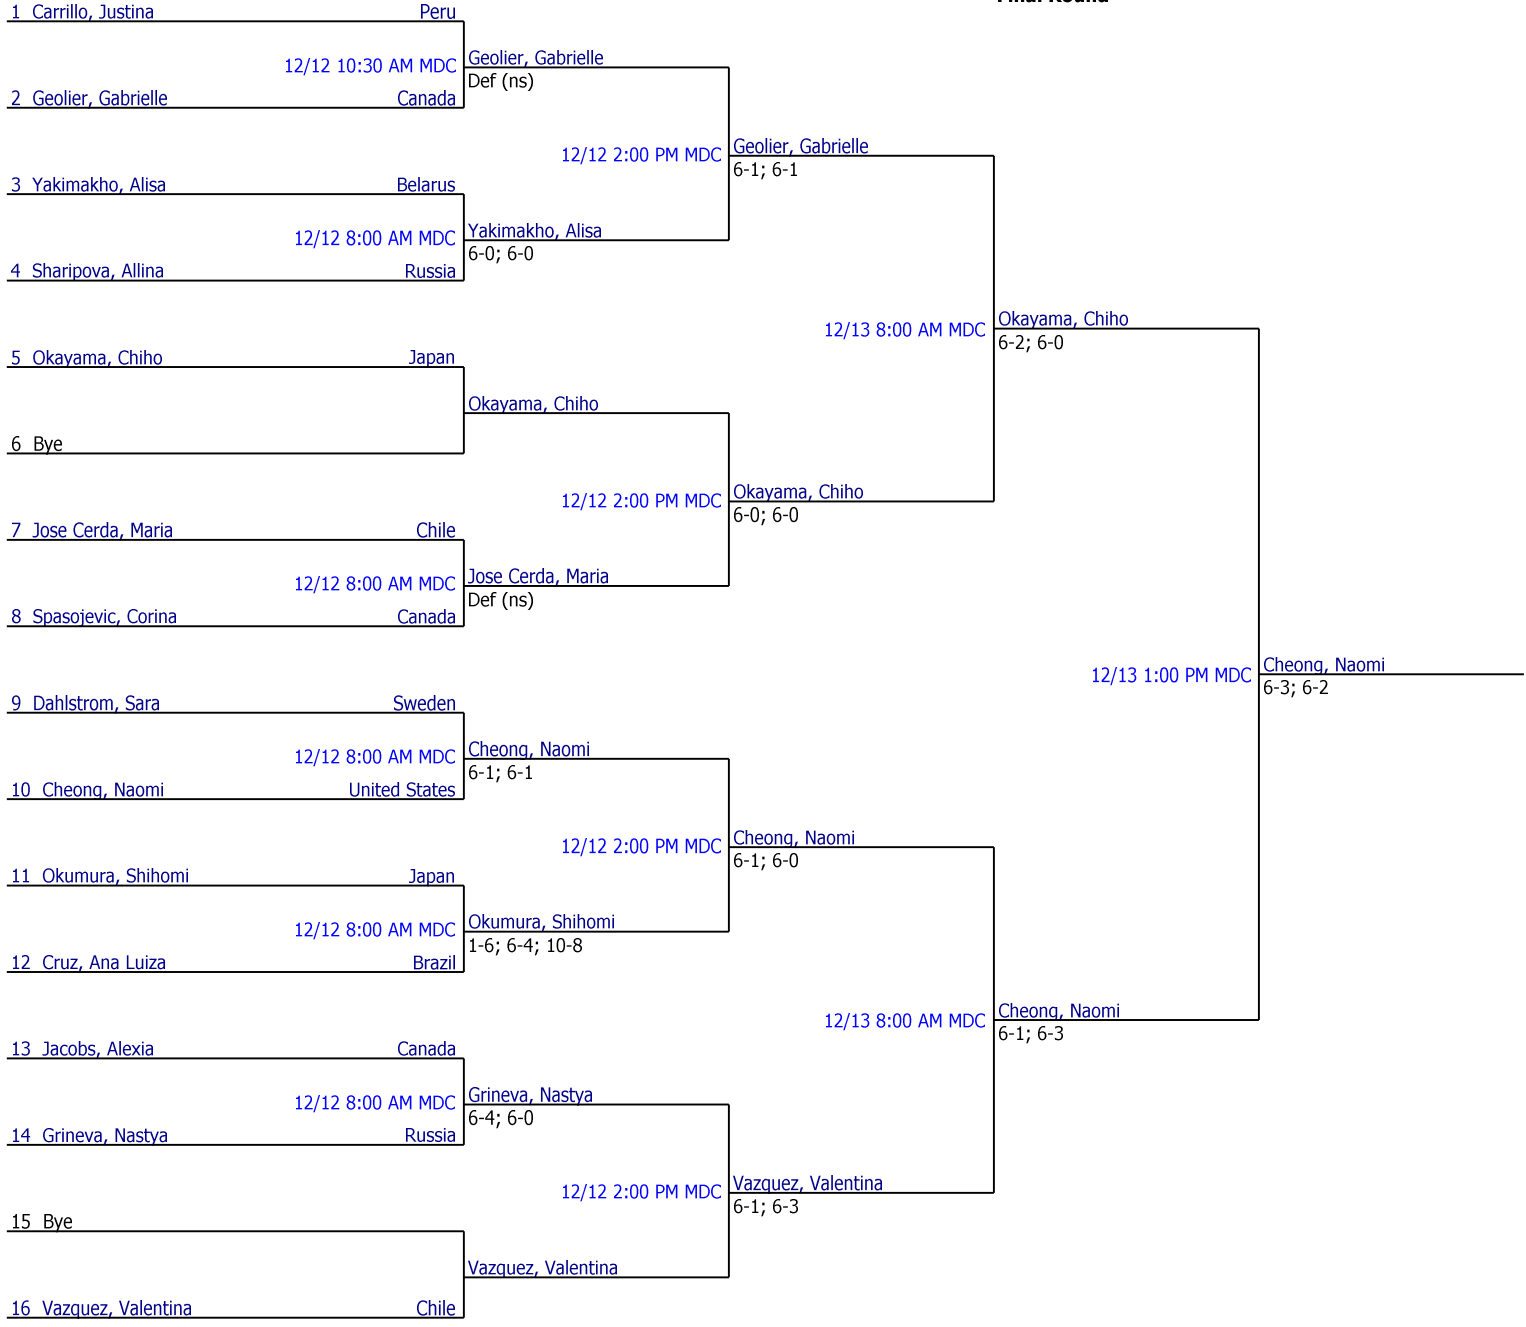 Final Round
1 Carrillo, Justina Peru
12/12 10:30 AM MDC Geolier, Gabrielle
Def (ns)
2 Geolier, Gabrielle Canada
12/12 2:00 PM MDC Geolier, Gabrielle
6-1; 6-1
3 Yakimakho, Alisa Belarus
12/12 8:00 AM MDC Yakimakho, Alisa
6-0; 6-0
4 Sharipova, Allina Russia
12/13 8:00 AM MDC Okayama, Chiho
6-2; 6-0
5 Okayama, Chiho Japan
Okayama, Chiho
6 Bye
12/12 2:00 PM MDC Okayama, Chiho
6-0; 6-0
7 Jose Cerda, Maria Chile
12/12 8:00 AM MDC Jose Cerda, Maria
Def (ns)
8 Spasojevic, Corina Canada
12/13 1:00 PM MDC Cheong, Naomi
6-3; 6-2
9 Dahlstrom, Sara Sweden
12/12 8:00 AM MDC Cheong, Naomi
6-1; 6-1
10 Cheong, Naomi United States
12/12 2:00 PM MDC Cheong, Naomi
6-1; 6-0
11 Okumura, Shihomi Japan
12/12 8:00 AM MDC Okumura, Shihomi
1-6; 6-4; 10-8
12 Cruz, Ana Luiza Brazil
12/13 8:00 AM MDC Cheong, Naomi
6-1; 6-3
13 Jacobs, Alexia Canada
12/12 8:00 AM MDC Grineva, Nastya
6-4; 6-0
14 Grineva, Nastya Russia
12/12 2:00 PM MDC Vazquez, Valentina
6-1; 6-3
15 Bye
Vazquez, Valentina
16 Vazquez, Valentina Chile